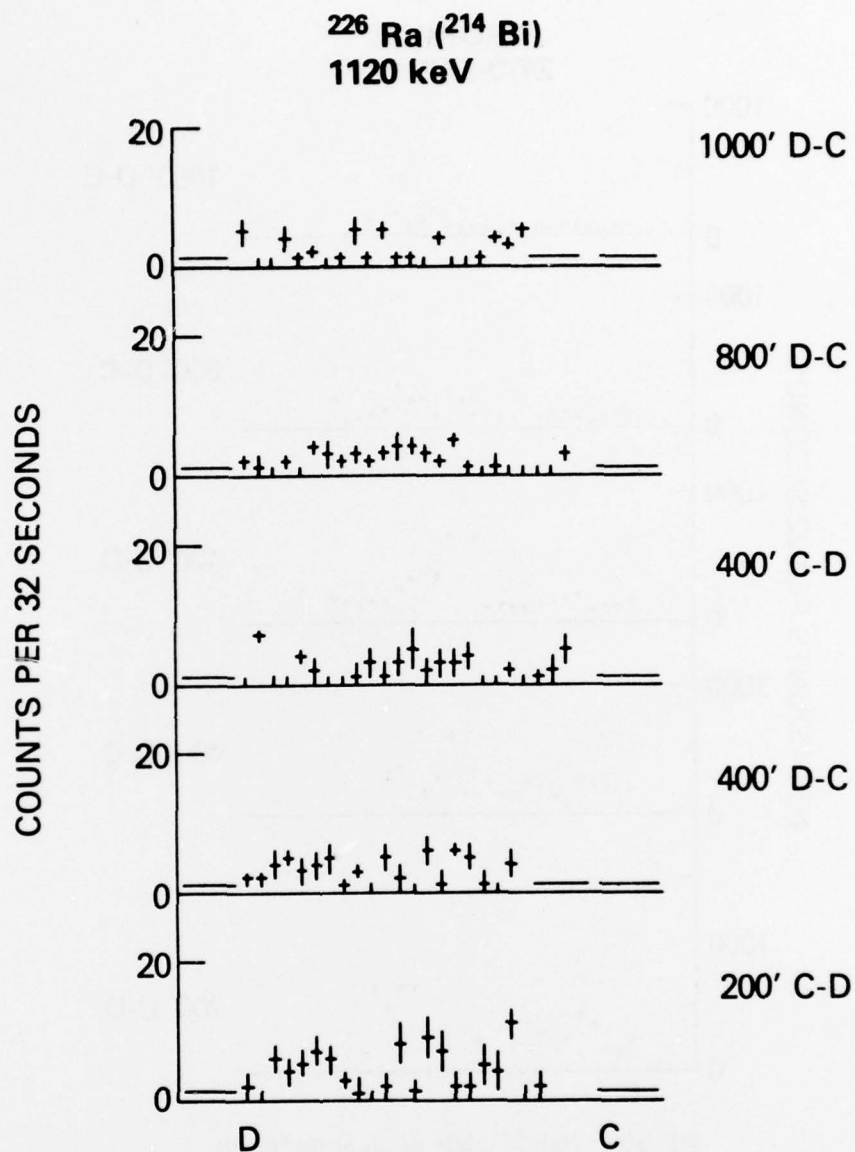 226 Ra (214 Bi)
1120 keV
COUNTS PER 32 SECONDS
20
1000' D-C
0
20
800' D-C
0
20
400' C-D
0
20
400' D-C
0
20
200' C-D
0
D C